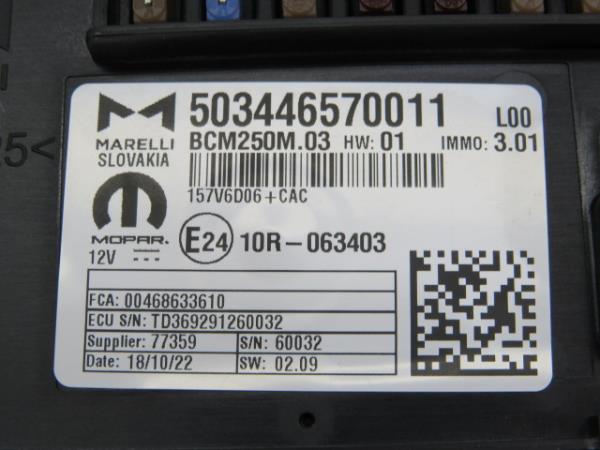 503446570011 L00
MARELLI BCM250M.03 HW: 01 IMMO: 3.01
SLOVAKIA
25<
157V6D06+CAC
MOPAR. E24 10R-063403
12V
FCA: 00468633610
ECU S/N: TD369291260032
Supplier: 77359 S/N: 60032
Date: 18/10/22 SW: 02.09